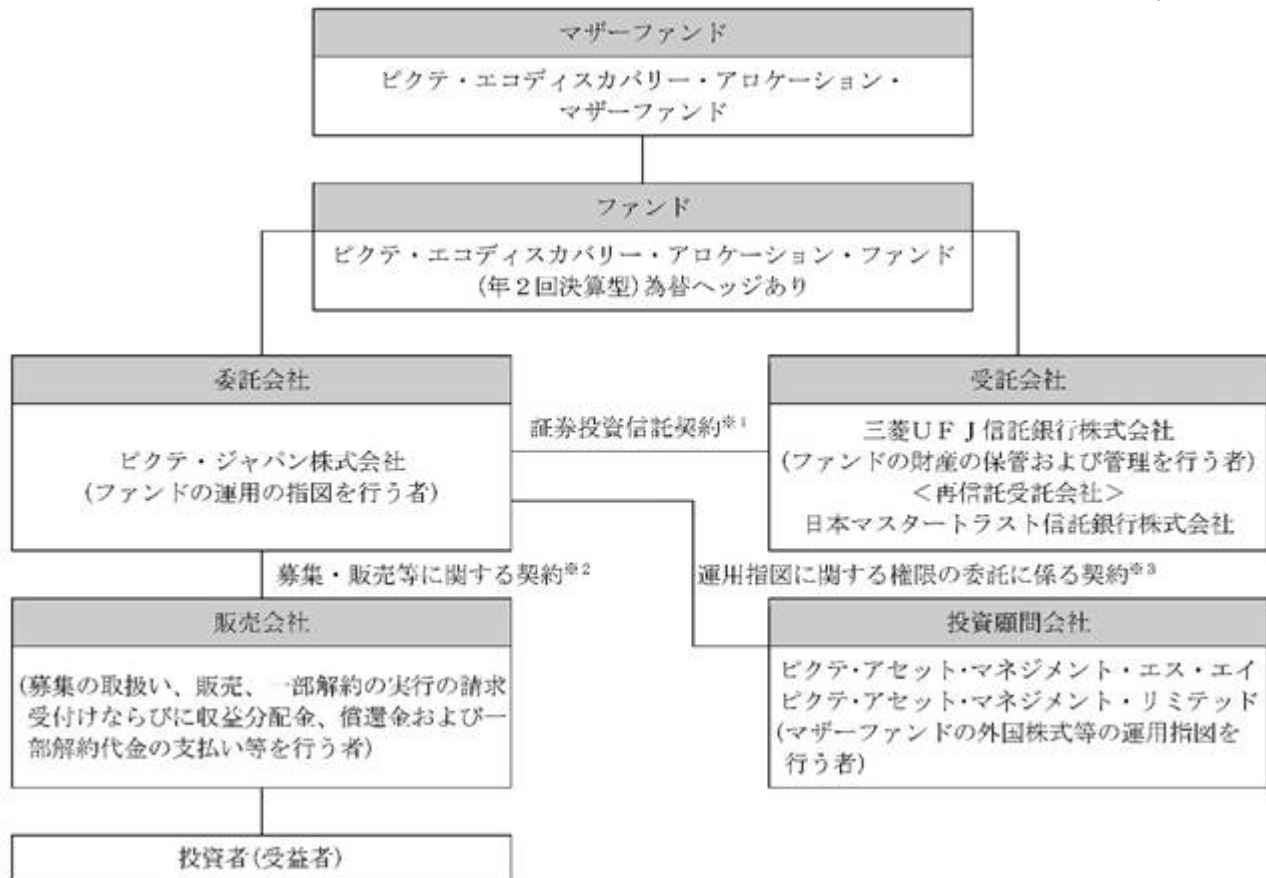 マザーファンド
ピクテ・エコディスカバリー・アロケーション・
マザーファンド
ファンド
ピクテ・エコディスカバリー・アロケーション・ファンド
(年２回決算型)為替ヘッジあり
委託会社
ピクテ・ジャパン株式会社
(ファンドの運用の指図を行う者)
証券投資信託契約※1
受託会社
三菱ＵＦＪ信託銀行株式会社
(ファンドの財産の保管および管理を行う者)
＜再信託受託会社＞
日本マスタートラスト信託銀行株式会社
募集・販売等に関する契約※2
運用指図に関する権限の委託に係る契約※3
販売会社
(募集の取扱い、販売、一部解約の実行の請求
受付けならびに収益分配金、償還金および一
部解約代金の支払い等を行う者)
投資顧問会社
ピクテ・アセット・マネジメント・エス・エイ
ピクテ・アセット・マネジメント・リミテッド
(マザーファンドの外国株式等の運用指図を
行う者)
投資者(受益者)